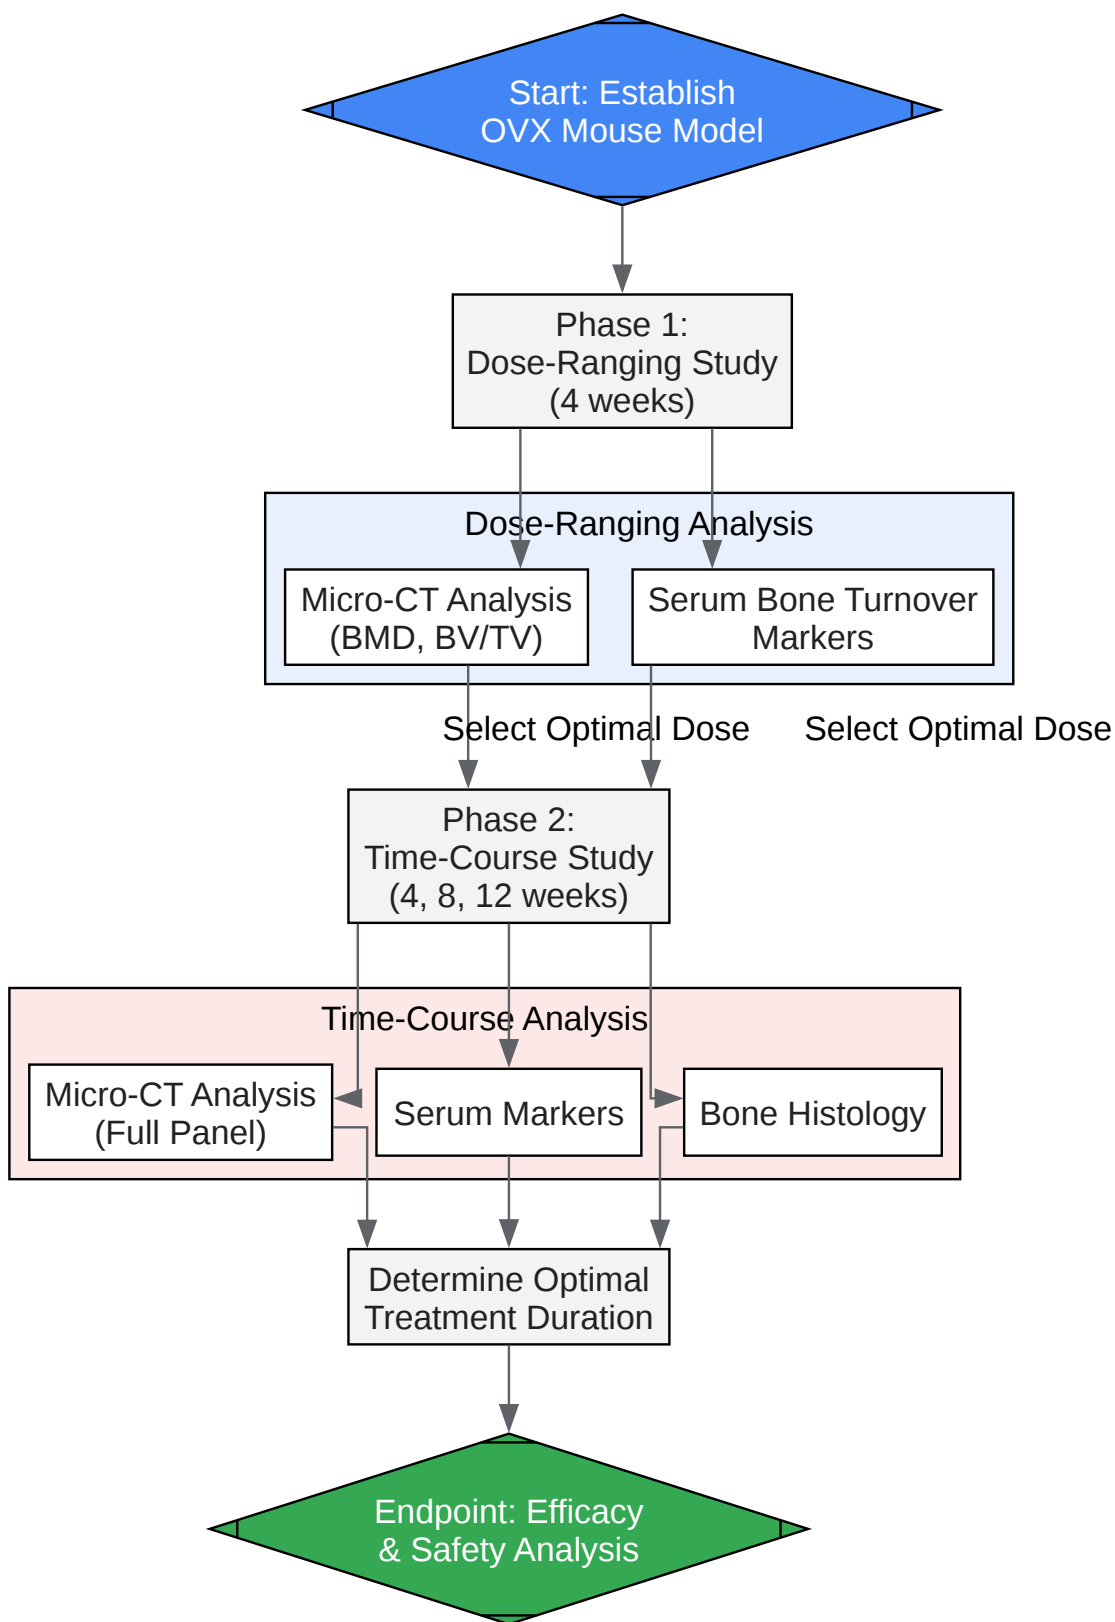 Start: Establish
OVX Mouse Model
Phase 1:
Dose-Ranging Study
(4 weeks)
Dose-Ranging Analysis
Micro-CT Analysis
(BMD, BV/TV)
Serum Bone Turnover
Markers
Select Optimal Dose
Select Optimal Dose
Phase 2:
Time-Course Study
(4, 8, 12 weeks)
Time-Course Analysis
Micro-CT Analysis
(Full Panel)
Serum Markers
Bone Histology
Determine Optimal
Treatment Duration
Endpoint: Efficacy
& Safety Analysis